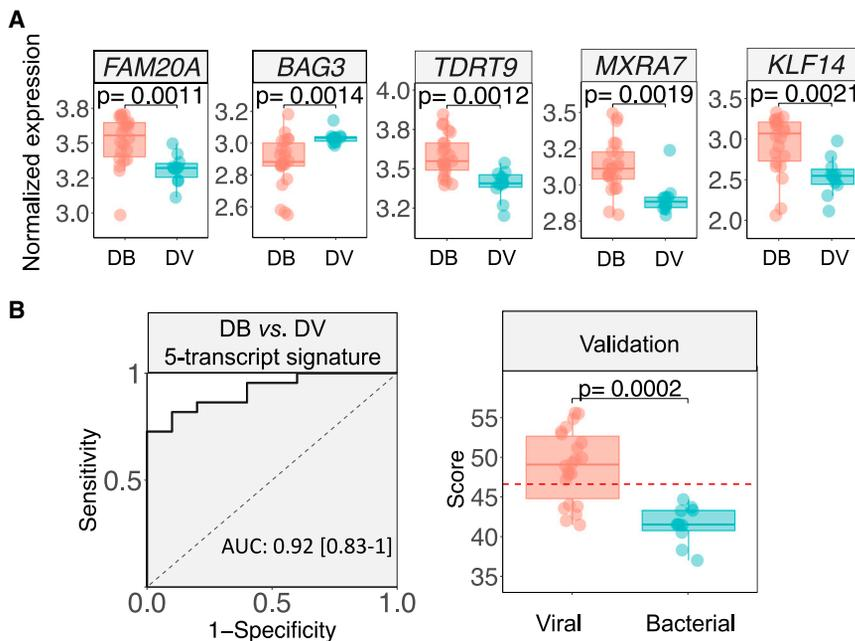 A
FAM20A BAG3 TDRT9 MXRA7 KLF14
p= 0.0011 p= 0.0014 p= 0.0012 p= 0.0019 p= 0.0021
Normalized expression
3.8
3.5
3.2
3.0
3.2
3.0
2.8
2.6
4.0
3.8
3.5
3.2
3.5
3.2
3.0
2.8
3.5
3.0
2.5
2.0
DB DV DB DV DB DV DB DV DB DV
B
DB vs. DV
5-transcript signature
1
0.5
Sensitivity
AUC: 0.92 [0.83-1]
0.0 0.5 1.0
1–Specificity
Validation
p= 0.0002
Score
55
50
45
40
35
Viral Bacterial